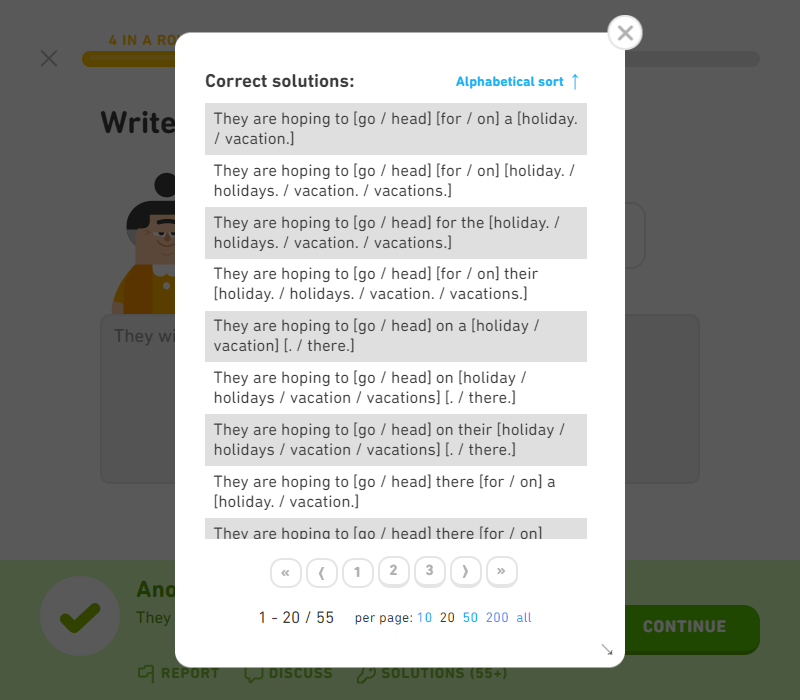 4 IN A RO
Write
Correct solutions:
Alphabetical sort ↑
They are hoping to [go / head] [for / on] a [holiday.
/ vacation.]
They are hoping to [go / head] [for / on] [holiday. /
holidays. / vacation. / vacations.]
They are hoping to [go / head] for the [holiday. /
holidays. / vacation. / vacations.]
They are hoping to [go / head] [for / on] their
[holiday. / holidays. / vacation. / vacations.]
They are hoping to [go / head] on a [holiday /
vacation] [. / there.]
They are hoping to [go / head] on [holiday /
holidays / vacation / vacations] [. / there.]
They are hoping to [go / head] on their [holiday /
holidays / vacation / vacations] [. / there.]
They are hoping to [go / head] there [for / on] a
[holiday. / vacation.]
They are hoping to [go / head] there [for / on]
They wi
« ❬ 1 2 3 ❭ »
1 - 20 / 55 per page: 10 20 50 200 all
Ano
They
CONTINUE
REPORT DISCUSS SOLUTIONS (55+)